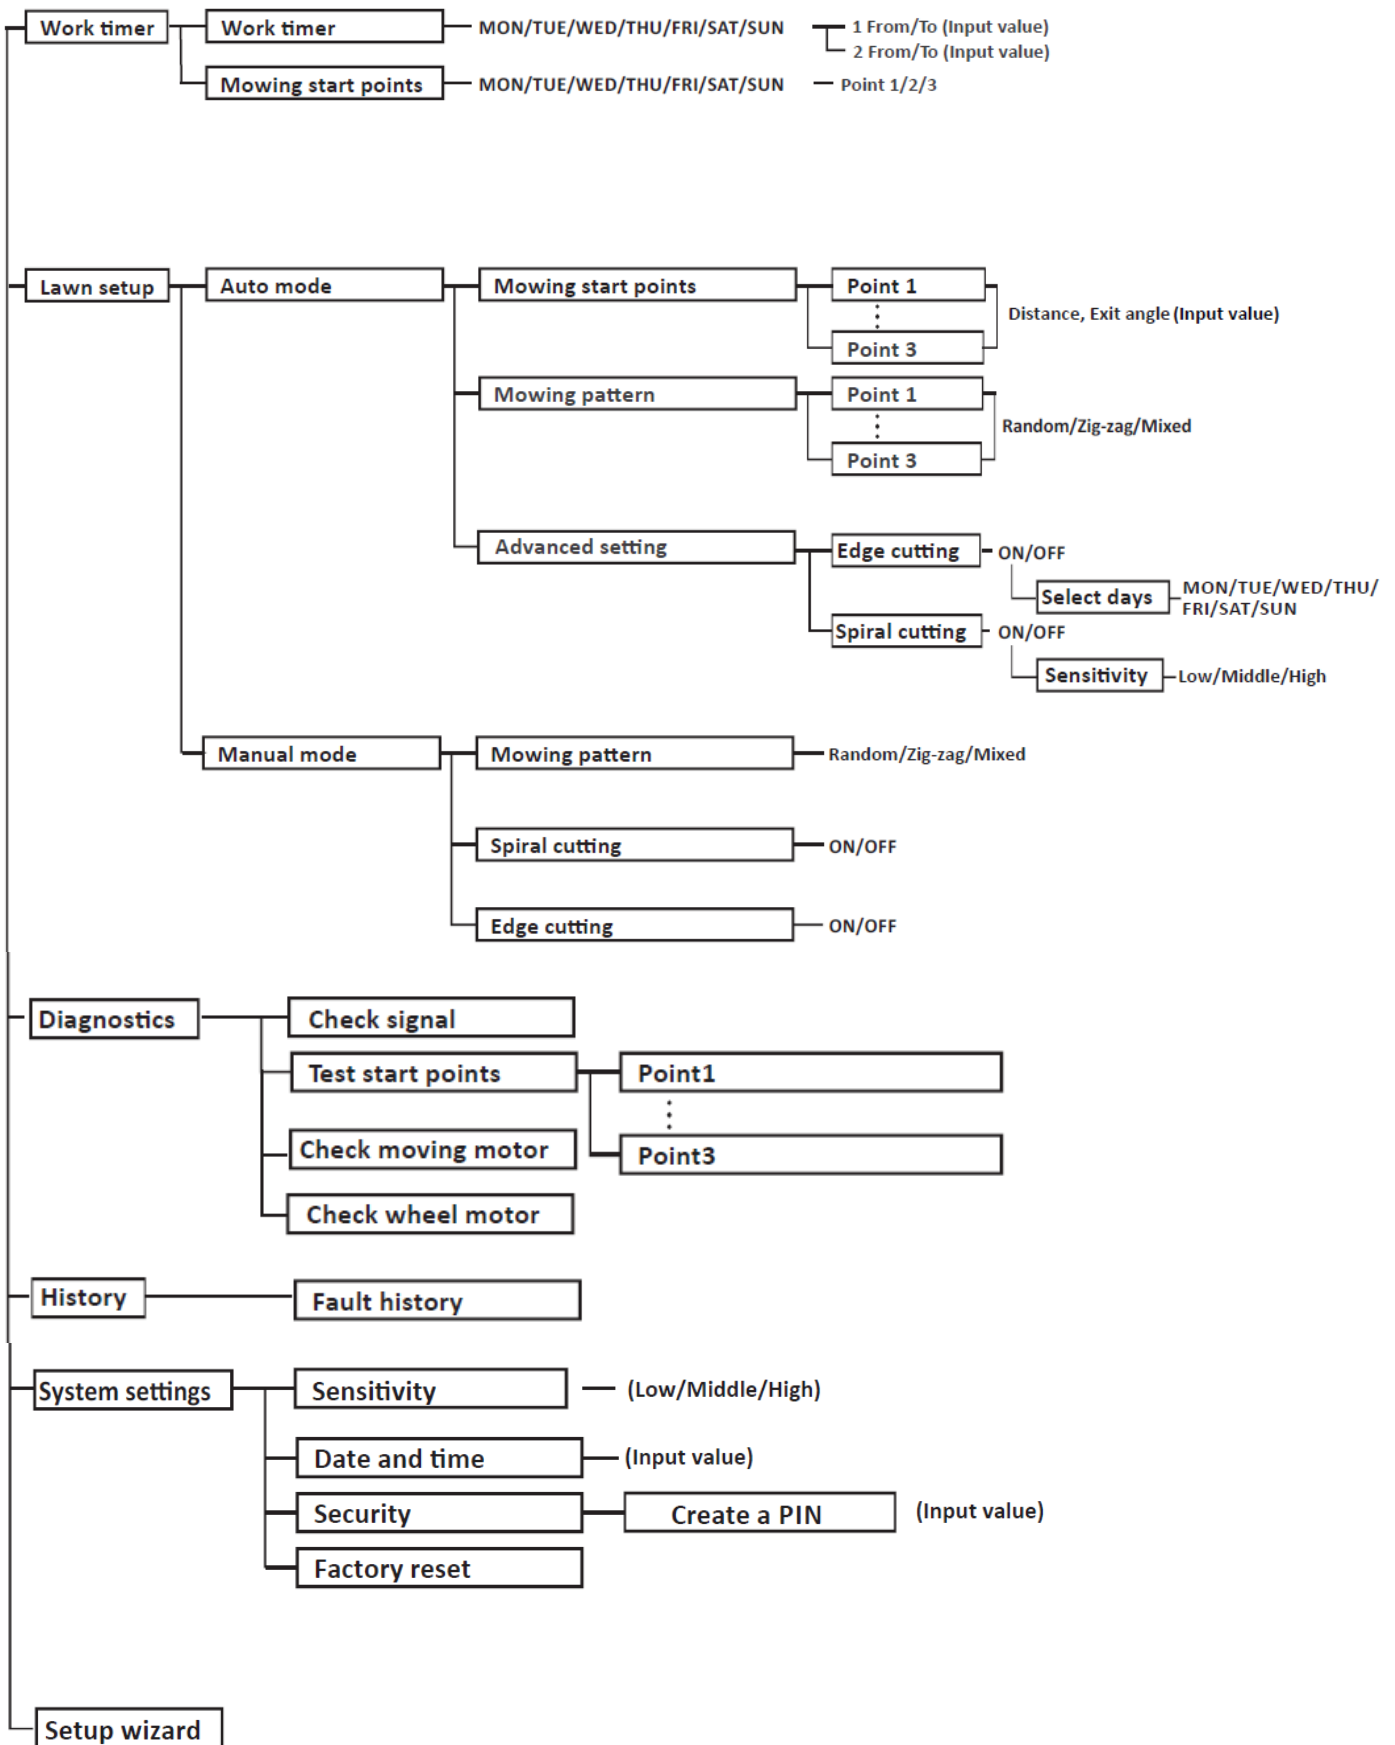 Work timer
Work timer
MON/TUE/WED/THU/FRI/SAT/SUN
1 From/To (Input value)
2 From/To (Input value)
Mowing start points
MON/TUE/WED/THU/FRI/SAT/SUN
Point 1/2/3
Lawn setup
Auto mode
Mowing start points
Point 1
Distance, Exit angle (Input value)
Point 3
Mowing pattern
Point 1
Random/Zig-zag/Mixed
Point 3
Advanced setting
Edge cutting
ON/OFF
Select days
MON/TUE/WED/THU/
FRI/SAT/SUN
Spiral cutting
ON/OFF
Sensitivity
Low/Middle/High
Manual mode
Mowing pattern
Random/Zig-zag/Mixed
Spiral cutting
ON/OFF
Edge cutting
ON/OFF
Diagnostics
Check signal
Test start points
Point1
Point3
Check moving motor
Check wheel motor
History
Fault history
System settings
Sensitivity
(Low/Middle/High)
Date and time
(Input value)
Security
Create a PIN
(Input value)
Factory reset
Setup wizard